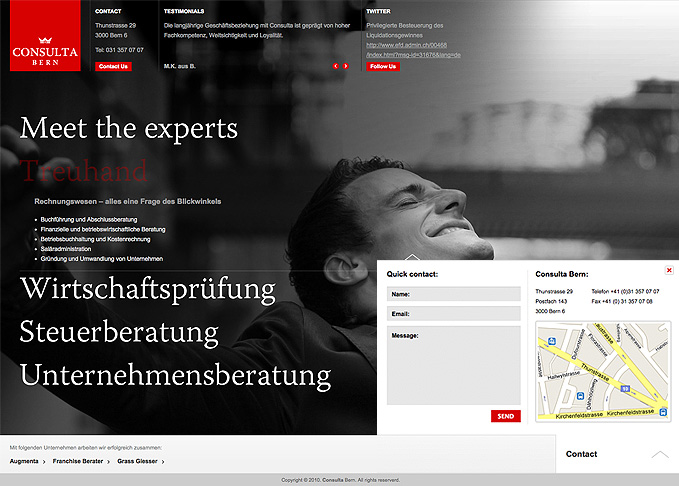 CONSULTA
BERN
CONTACT
Thunstrasse 29
3000 Bern 6
Tel: 031 357 07 07
Contact Us
TESTIMONIALS
Die langjährige Geschäftsbeziehung mit Consulta ist geprägt von hoher
Fachkompetenz, Weitsichtigkeit und Loyalität.
M.K. aus B.
TWITTER
Privilegierte Besteuerung des
Liquidationsgewinnes
http://www.efd.admin.ch/00468
/index.html?msg-id=31676&lang=de
Follow Us
Meet the experts
Treuhand
Rechnungswesen – alles eine Frage des Blickwinkels
Buchführung und Abschlussberatung
Finanzielle und betriebswirtschaftliche Beratung
Betriebsbuchhaltung und Kostenrechnung
Saläradministration
Gründung und Umwandlung von Unternehmen
Wirtschaftsprüfung
Steuerberatung
Unternehmensberatung
Quick contact:
Name:
Email:
Message:
SEND
Consulta Bern:
Thunstrasse 29
Postfach 143
3000 Bern 6
Telefon +41 (0)31 357 07 07
Fax +41 (0) 31 357 07 08
Thunstrasse
Hallwylstrasse
19
Kirchenfeldstrasse
Kirchenfeldstrasse
Mit folgenden Unternehmen arbeiten wir erfolgreich zusammen:
Augmenta
Franchise Berater
Grass Giesser
Contact
Copyright © 2010. Consulta Bern. All rights reserverd.